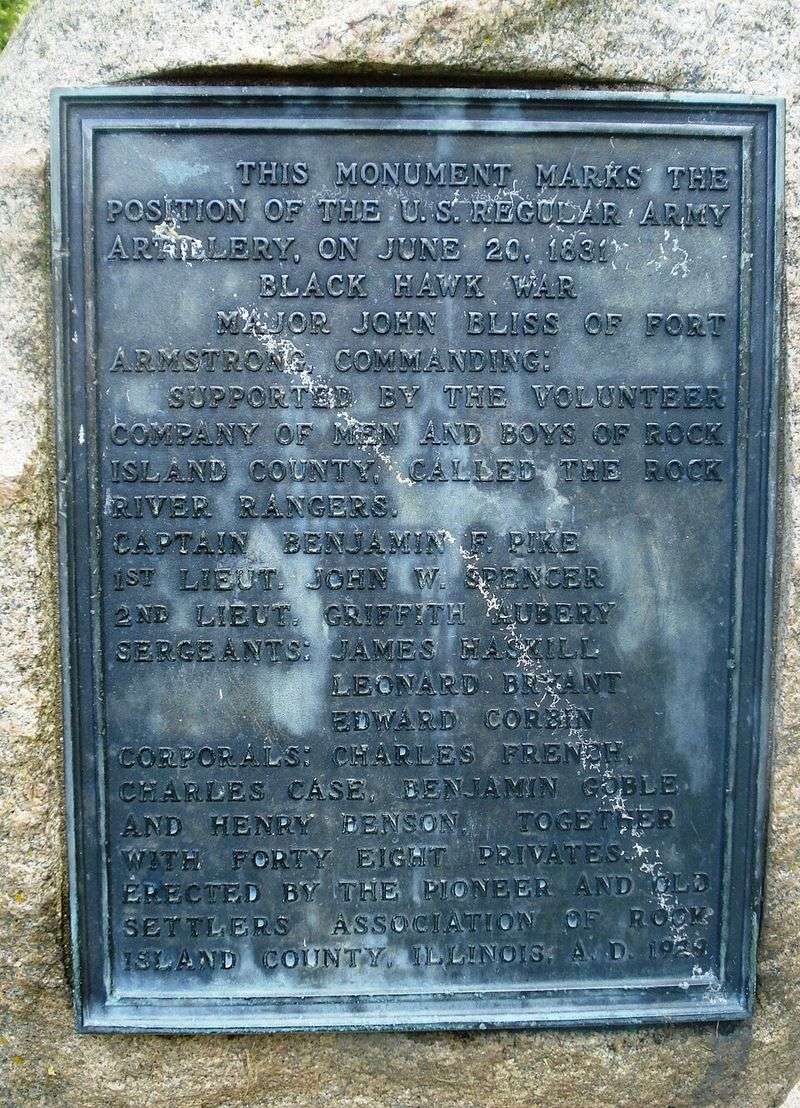 THIS MONUMENT MARKS THE
POSITION OF THE U.S. REGULAR ARMY
ARTILLERY, ON JUNE 20, 1831
BLACK HAWK WAR
MAJOR JOHN BLISS OF FORT
ARMSTRONG, COMMANDING:
SUPPORTED BY THE VOLUNTEER
COMPANY OF MEN AND BOYS OF ROCK
ISLAND COUNTY, CALLED THE ROCK
RIVER RANGERS.
CAPTAIN BENJAMIN F. PIKE
1ST LIEUT. JOHN W. SPENCER
2ND LIEUT. GRIFFITH AUBERY
SERGEANTS: JAMES HASKILL
LEONARD BRYANT
EDWARD CORBIN
CORPORALS: CHARLES FRENCH,
CHARLES CASE, BENJAMIN GOBLE
AND HENRY BENSON, TOGETHER
WITH FORTY EIGHT PRIVATES.
ERECTED BY THE PIONEER AND OLD
SETTLERS ASSOCIATION OF ROCK
ISLAND COUNTY, ILLINOIS, A. D.